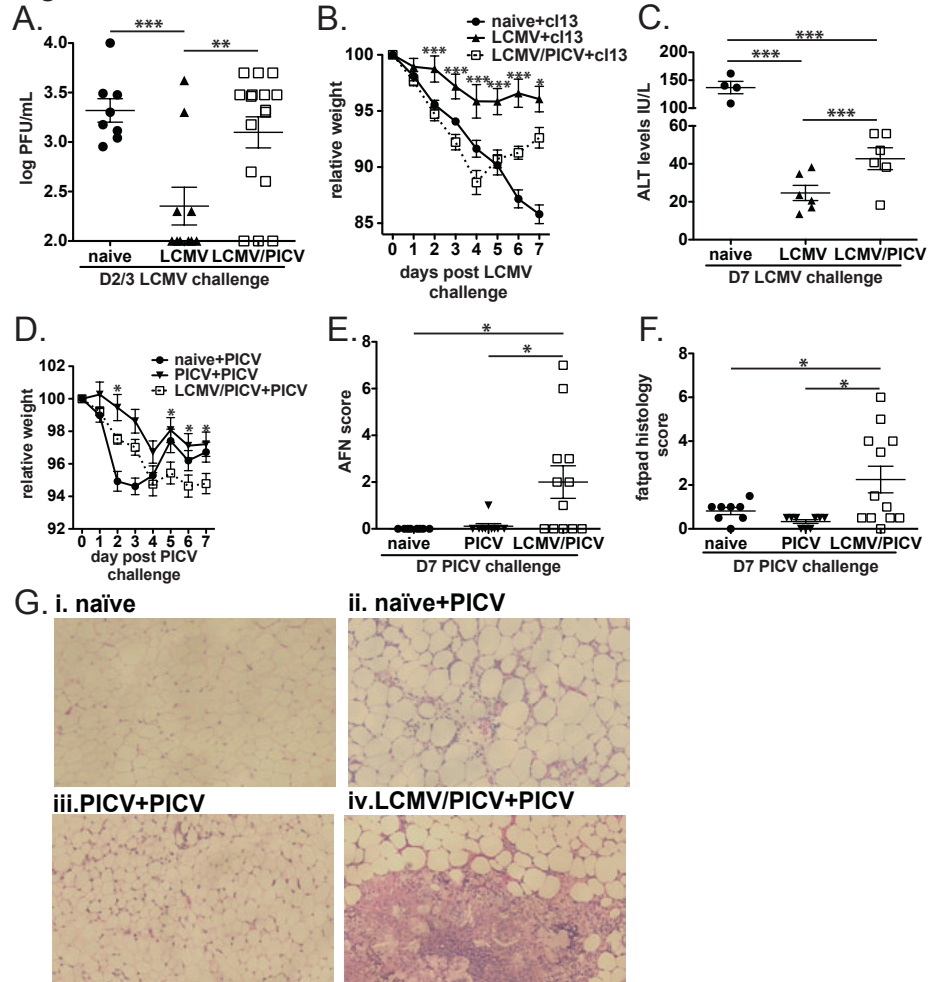 A.
***
**
4.0
3.5
3.0
2.5
2.0
log PFU/mL
naive
LCMV
LCMV/PICV
D2/3 LCMV challenge
B.
naive+cl13
LCMV+cl13
LCMV/PICV+cl13
100
95
90
85
relative weight
***
***
***
***
***
*
0 1 2 3 4 5 6 7
days post LCMV
challenge
C.
***
***
***
200
150
100
60
40
20
0
ALT levels IU/L
naive
LCMV
LCMV/PICV
D7 LCMV challenge
D.
naive+PICV
PICV+PICV
LCMV/PICV+PICV
102
100
98
96
94
92
relative weight
*
*
*
*
0 1 2 3 4 5 6 7
day post PICV
challenge
E.
*
*
8
6
4
2
0
AFN score
naive
PICV
LCMV/PICV
D7 PICV challenge
F.
*
*
8
6
4
2
0
fatpad histology
score
naive
PICV
LCMV/PICV
D7 PICV challenge
G.
i. naïve
ii. naïve+PICV
iii.PICV+PICV
iv.LCMV/PICV+PICV